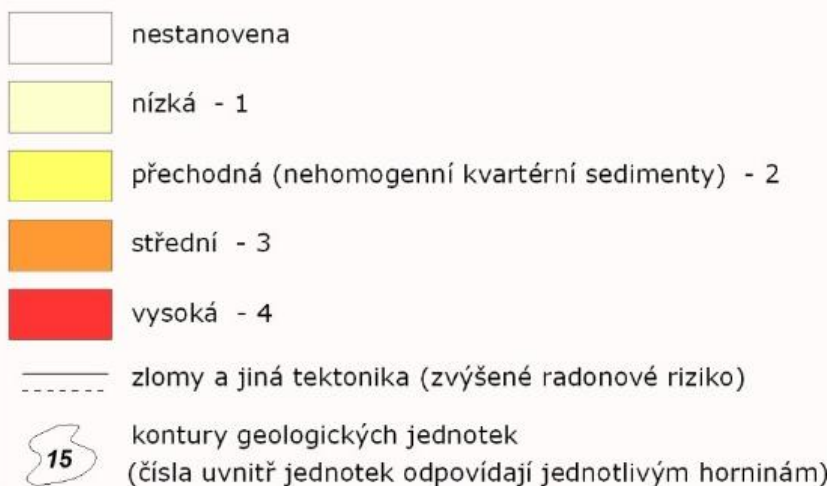 nestanovena
nízká - 1
přechodná (nehomogenní kvartérní sedimenty) - 2
střední - 3
vysoká - 4
zlomy a jiná tektonika (zvýšené radonové riziko)
kontury geologických jednotek
15
(čísla uvnitř jednotek odpovídají jednotlivým horninám)